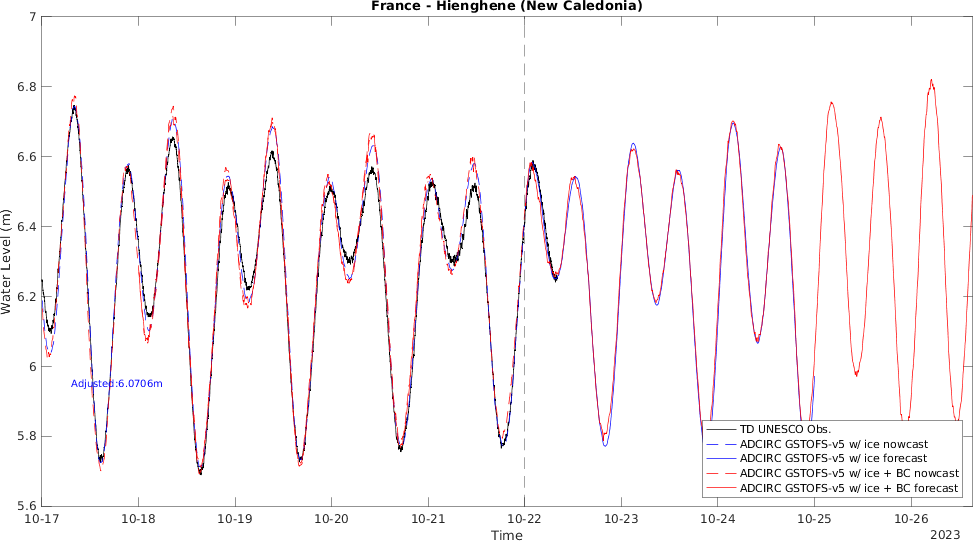 France - Hienghene (New Caledonia)
7
6.8
6.6
6.4
6.2
6
5.8
5.6
Water Level (m)
Adjusted:6.0706m
TD UNESCO Obs.
ADCIRC GSTOFS-v5 w/ ice nowcast
ADCIRC GSTOFS-v5 w/ ice forecast
ADCIRC GSTOFS-v5 w/ ice + BC nowcast
ADCIRC GSTOFS-v5 w/ ice + BC forecast
10-17 10-18 10-19 10-20 10-21 10-22 10-23 10-24 10-25 10-26
Time
2023